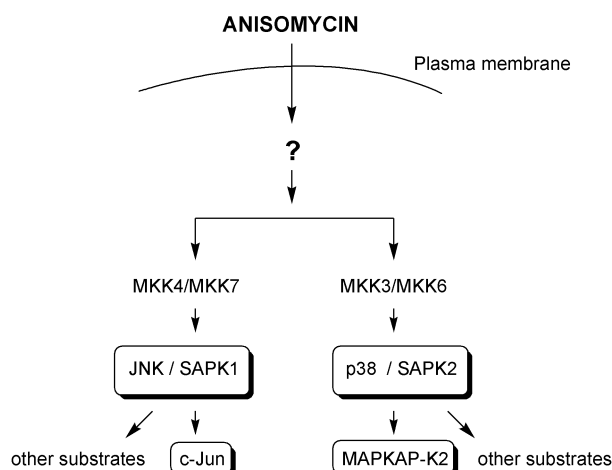 ANISOMYCIN
Plasma membrane
?
MKK4/MKK7
MKK3/MKK6
JNK / SAPK1
p38 / SAPK2
other substrates
c-Jun
MAPKAP-K2
other substrates